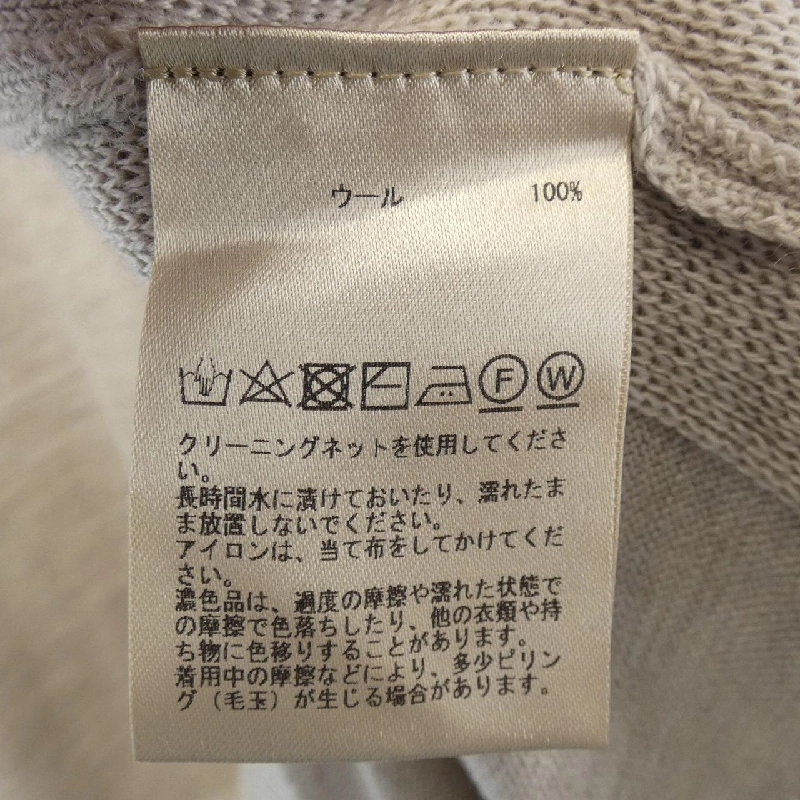 ウール 100%
F W
クリーニングネットを使用してくださ
い。
長時間水に漬けておいたり、濡れたま
ま放置しないでください。
アイロンは、当て布をしてかけてくだ
さい。
濃色品は、過度の摩擦や濡れた状態で
の摩擦で色落ちしたり、他の衣類や持
ち物に色移りすることがあります。
着用中の摩擦などにより、多少ピリン
グ（毛玉）が生じる場合があります。